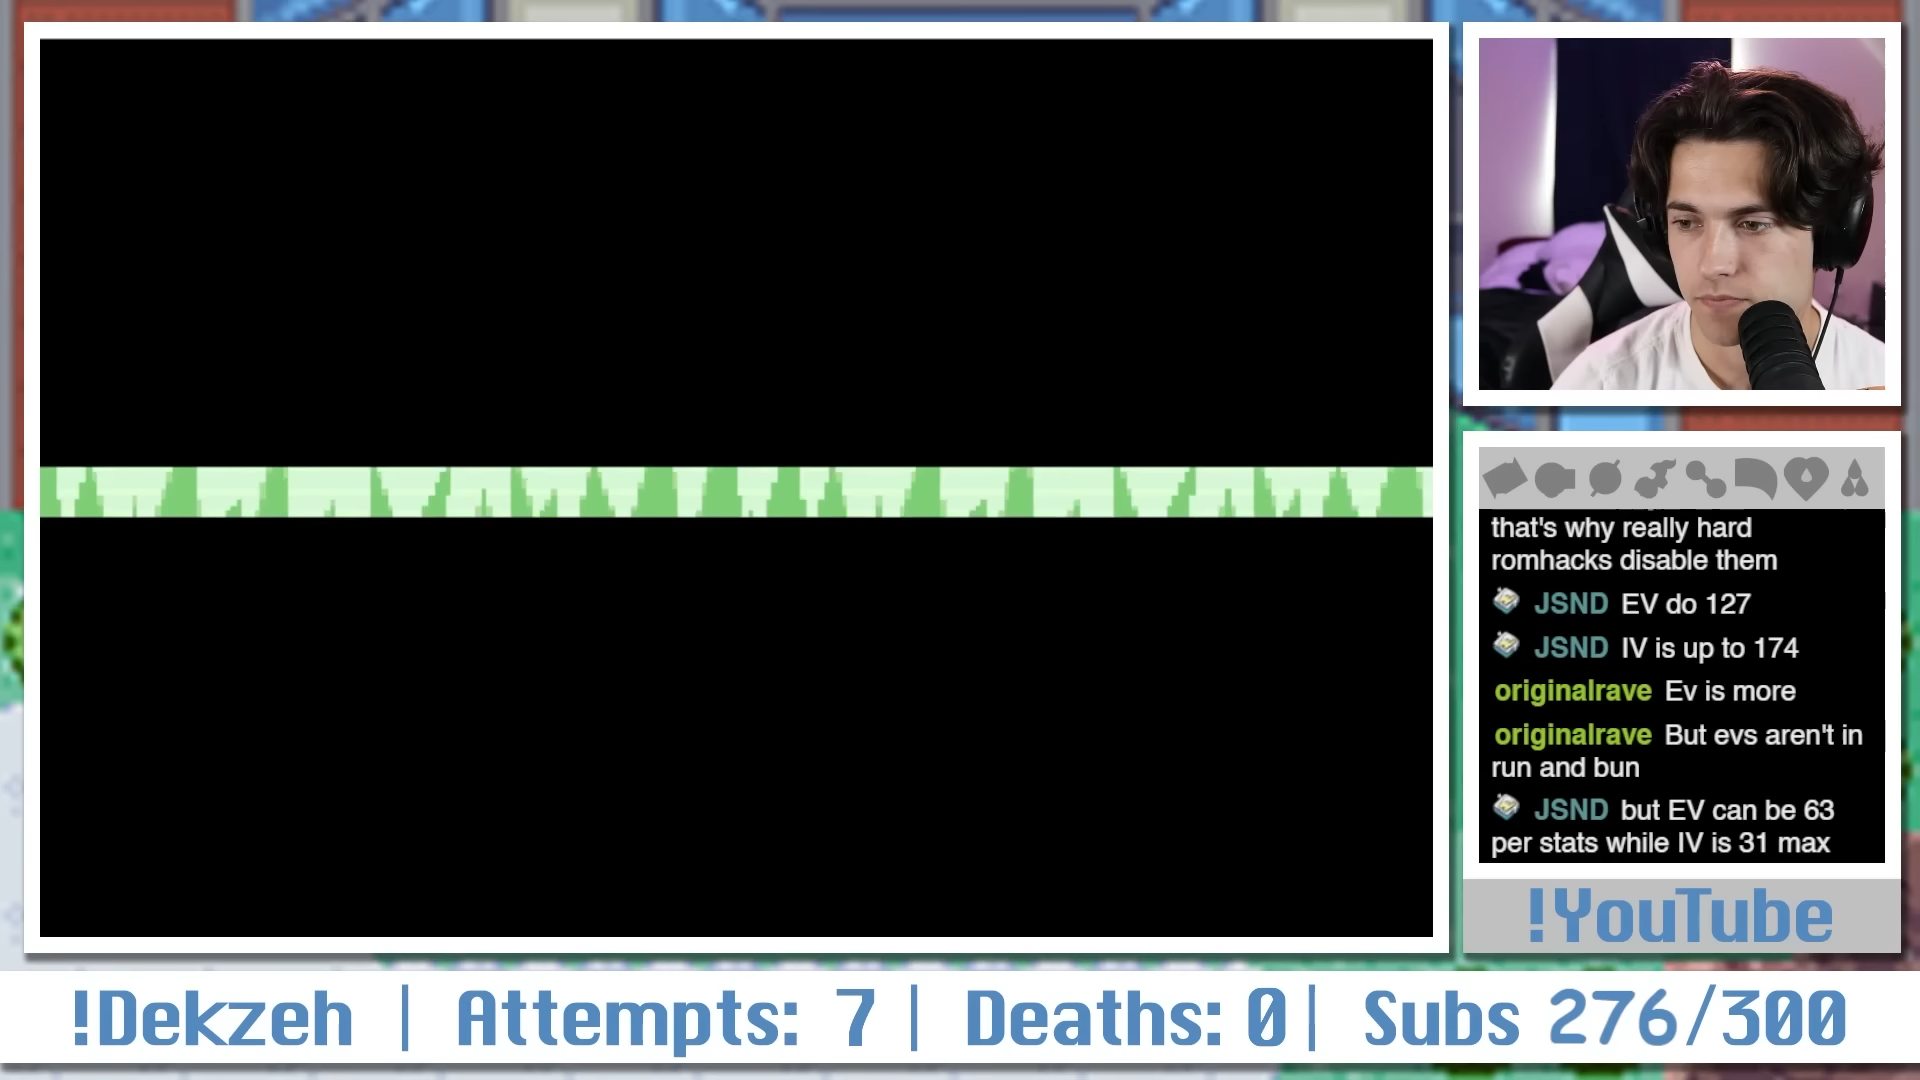 that's why really hard
romhacks disable them
JSND EV do 127
JSND IV is up to 174
originalrave Ev is more
originalrave But evs aren't in
run and bun
JSND but EV can be 63
per stats while IV is 31 max
!YouTube
!Dekzeh | Attempts: 7 | Deaths: 0 | Subs 276/300